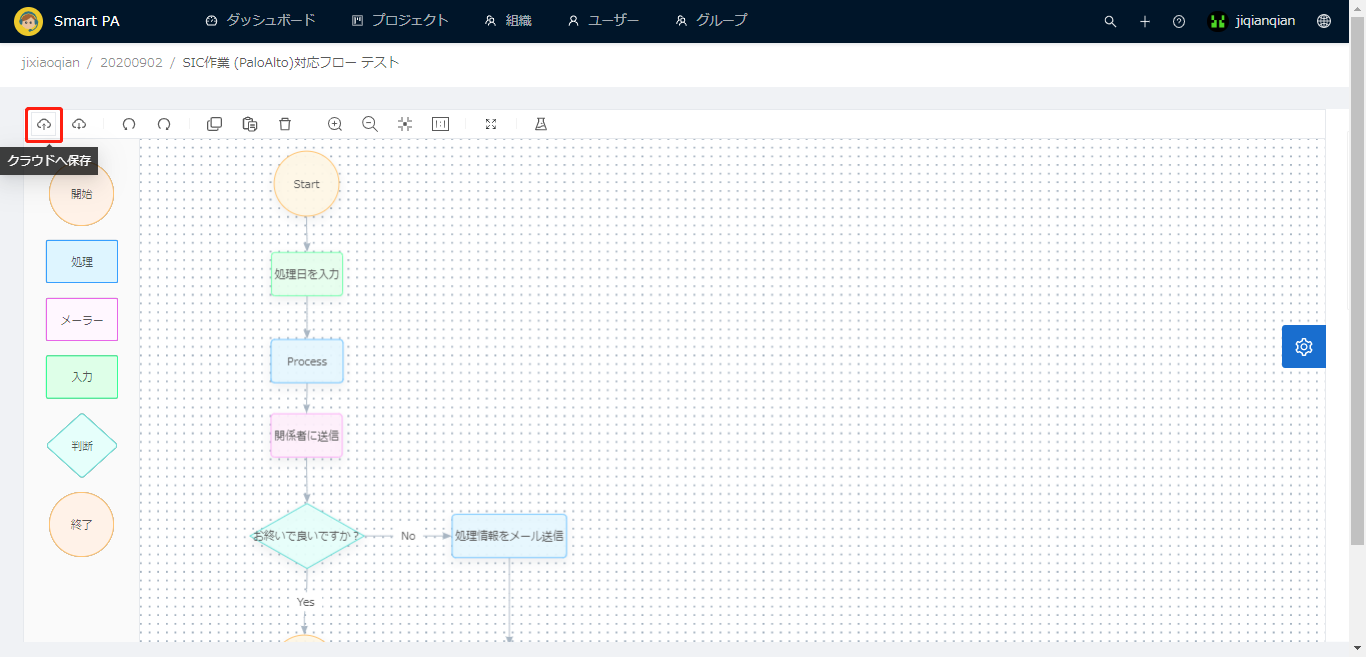 Smart PA ダッシュボード プロジェクト 組織 ユーザー グループ jiqianqian
jixiaoqian / 20200902 / SIC作業 (PaloAlto)対応フロー テスト
クラウドへ保存
開始
処理
メーラー
入力
判断
終了
Start
処理日を入力
Process
関係者に送信
お終いで良いですか？ No 処理情報をメール送信
Yes